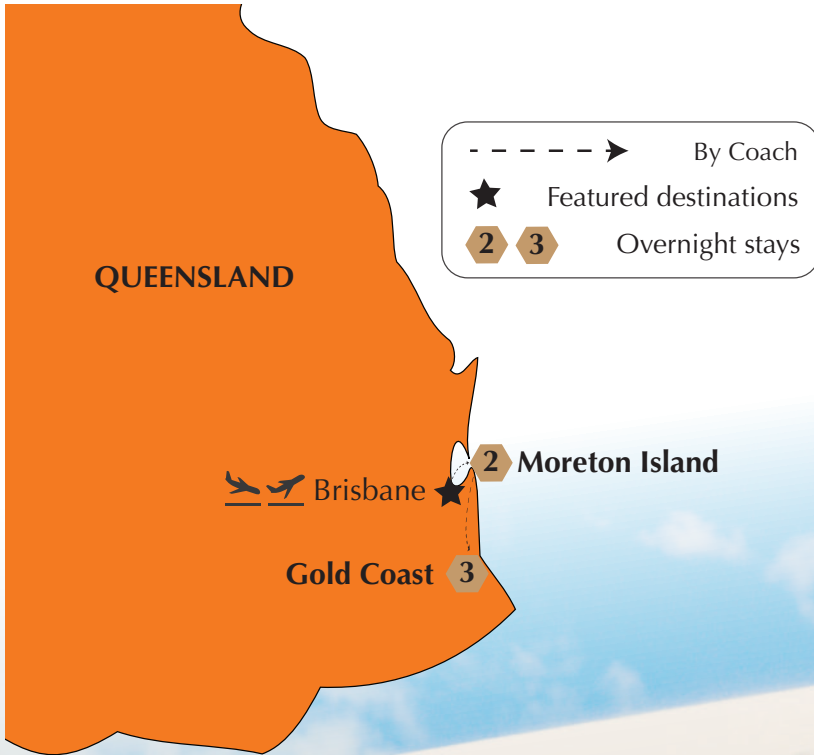 By Coach
Featured destinations
2 3 Overnight stays
QUEENSLAND
2 Moreton Island
Brisbane
Gold Coast 3